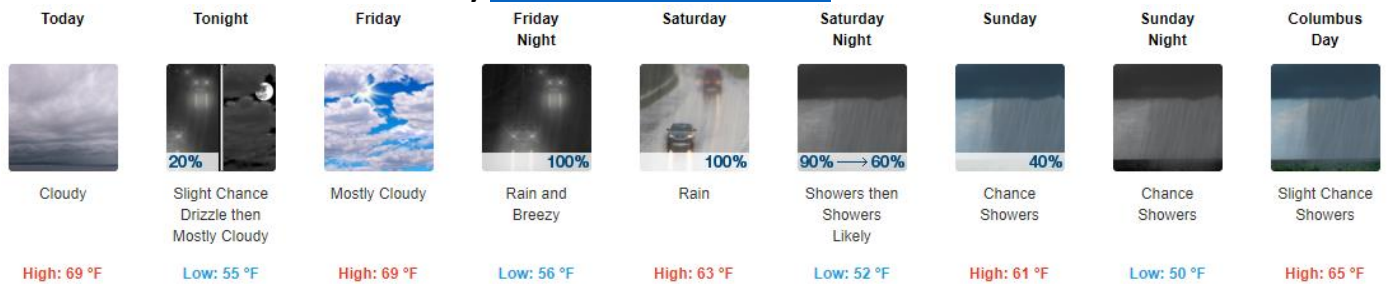 Today
Tonight
Friday
Friday
Night
Saturday
Saturday
Night
Sunday
Sunday
Night
Columbus
Day
20%
100%
100%
90% → 60%
40%
Cloudy
Slight Chance
Drizzle then
Mostly Cloudy
Mostly Cloudy
Rain and
Breezy
Rain
Showers then
Showers
Likely
Chance
Showers
Chance
Showers
Slight Chance
Showers
High: 69 °F
Low: 55 °F
High: 69 °F
Low: 56 °F
High: 63 °F
Low: 52 °F
High: 61 °F
Low: 50 °F
High: 65 °F